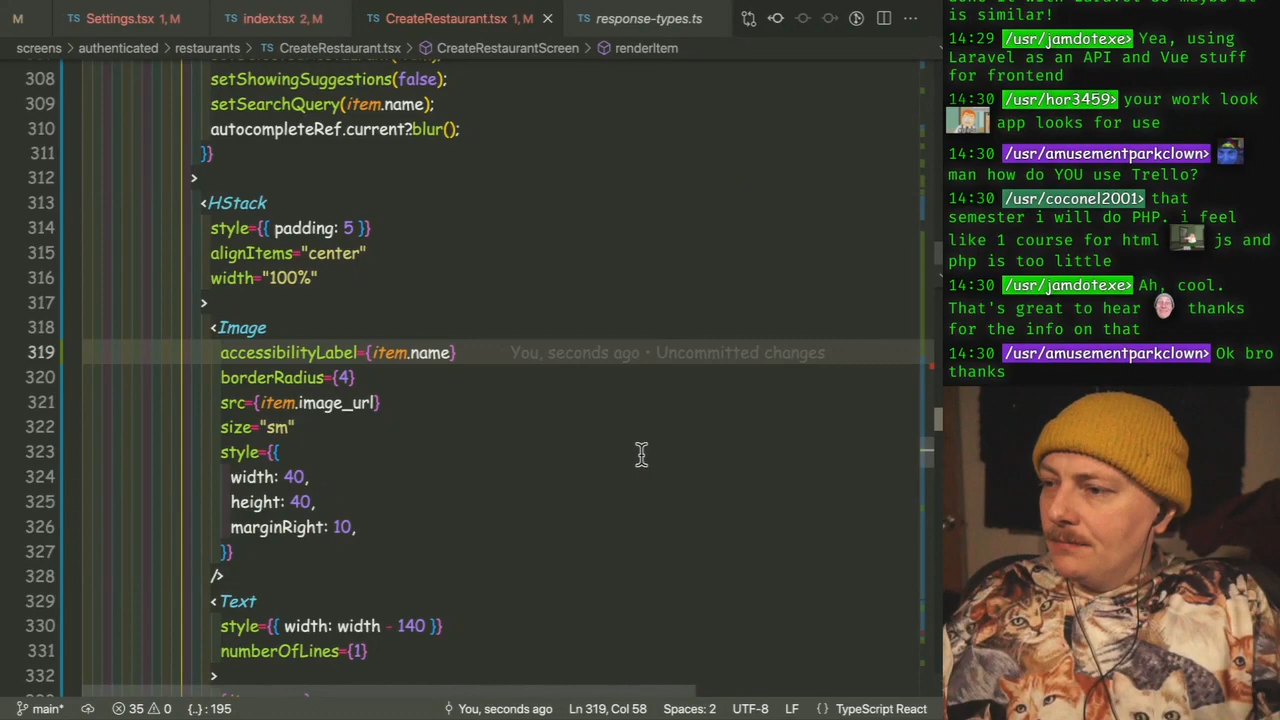 M Settings.tsx 1, M index.tsx 2, M CreateRestaurant.tsx 1, M response-types.ts
screens authenticated restaurants CreateRestaurant.tsx CreateRestaurantScreen renderItem
308 setShowingSuggestions(false);
309 setSearchQuery(item.name);
310 autocompleteRef.current?.blur();
311 }}
312 >
313 <HStack
314 style={{ padding: 5 }}
315 alignItems="center"
316 width="100%"
317 >
318 <Image
319 accessibilityLabel={item.name} You, seconds ago • Uncommitted changes
320 borderRadius={4}
321 src={item.image_url}
322 size="sm"
323 style={{
324 width: 40,
325 height: 40,
326 marginRight: 10,
327 }}
328 />
329 <Text
330 style={{ width: width - 140 }}
331 numberOfLines={1}
332 >
main* 35 0 {..}: 195 You, seconds ago Ln 319, Col 58 Spaces: 2 UTF-8 LF {} TypeScript React
is similar!
14:29 /usr/jamdotexe> Yea, using
Laravel as an API and Vue stuff
for frontend
14:30 /usr/hor3459> your work look
app looks for use
14:30 /usr/amusementparkclown>
man how do YOU use Trello?
14:30 /usr/coconel2001> that
semester i will do PHP. i feel
like 1 course for html js and
php is too little
14:30 /usr/jamdotexe> Ah, cool.
That's great to hear thanks
for the info on that
14:30 /usr/amusementparkclown> Ok bro
thanks